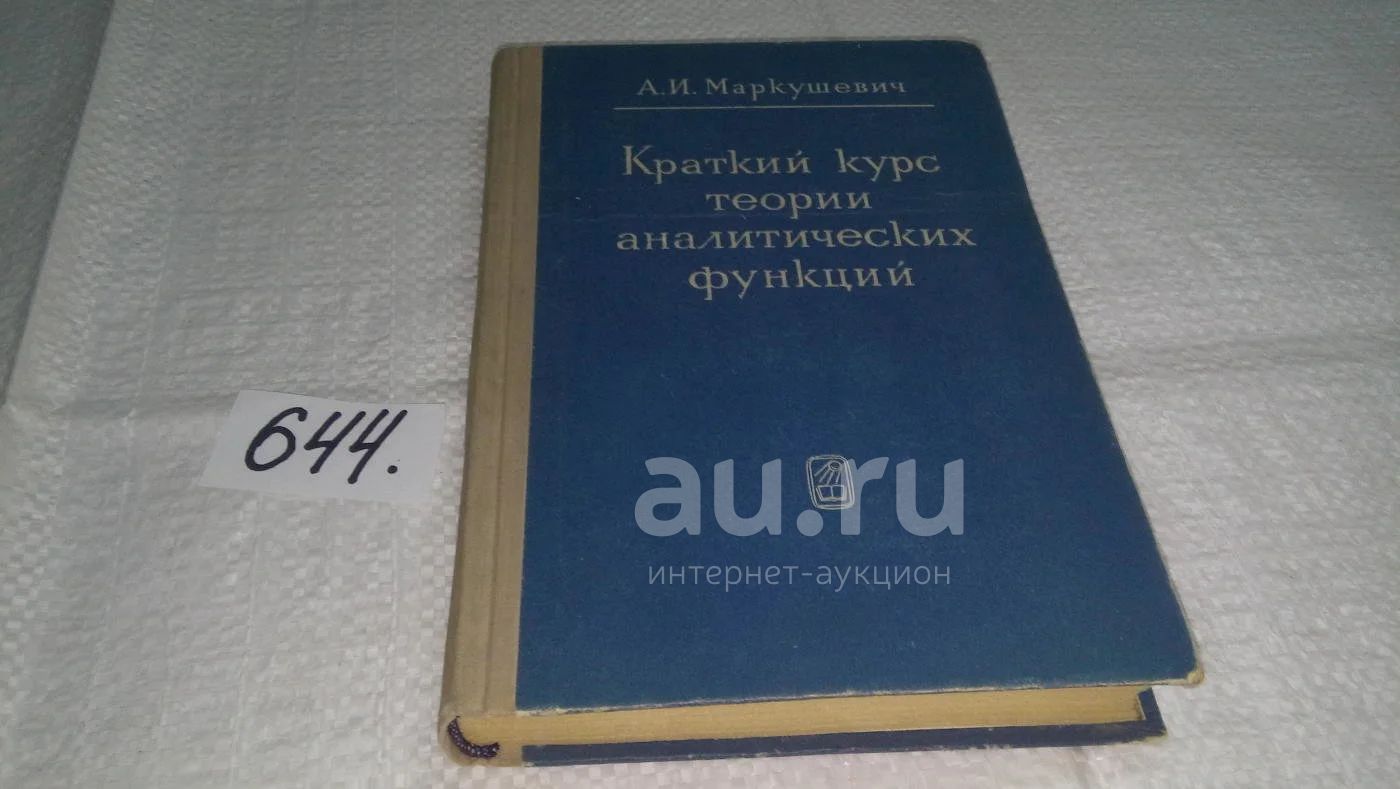 А.И. Маркушевич
Краткий курс
теории
аналитических
функций
644.
au.ru
интернет-аукцион